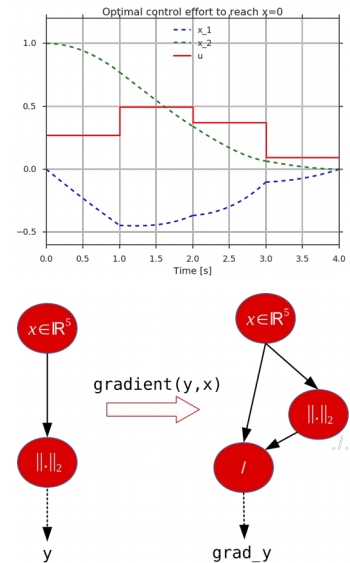 Optimal control effort to reach x=0
x_1
x_2
u
1.0
0.5
0.0
−0.5
0.0 0.5 1.0 1.5 2.0 2.5 3.0 3.5 4.0
Time [s]
x∈ℝ⁵
x∈ℝ⁵
gradient(y,x)
||.||₂
||.||₂
/
y
grad_y